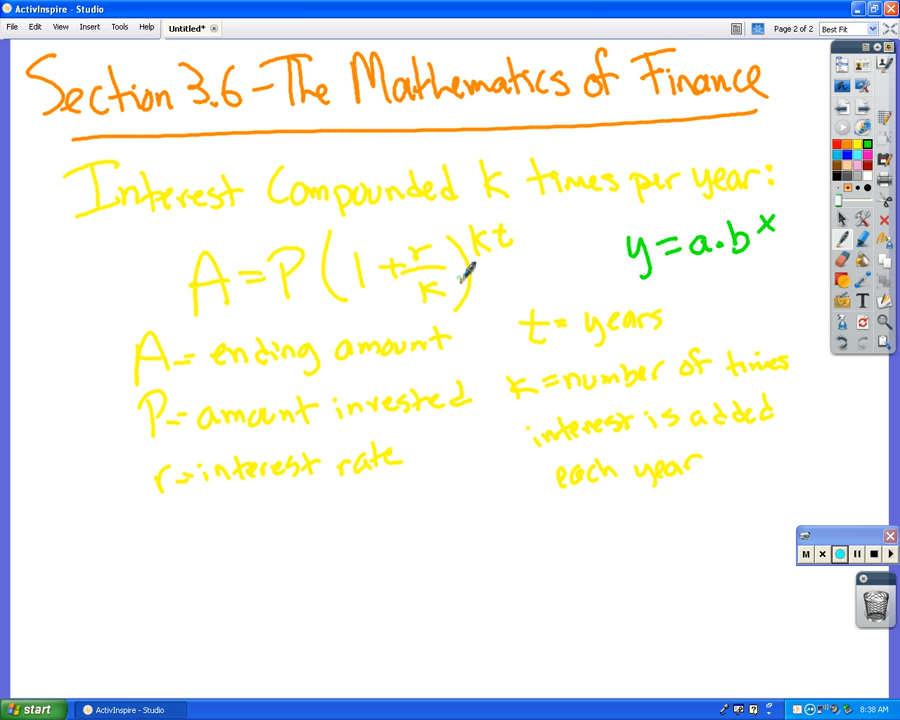 ActivInspire - Studio
File Edit View Insert Tools Help Untitled* Page 2 of 2 Best Fit
Section 3.6-The Mathematics of Finance
Interest Compounded k times per year:
A=P(1+r/k)^kt
y=a·b^x
A=ending amount
P=amount invested
r=interest rate
t=years
k=number of times
interest is added
each year
M
start ActivInspire - Studio 8:38 AM